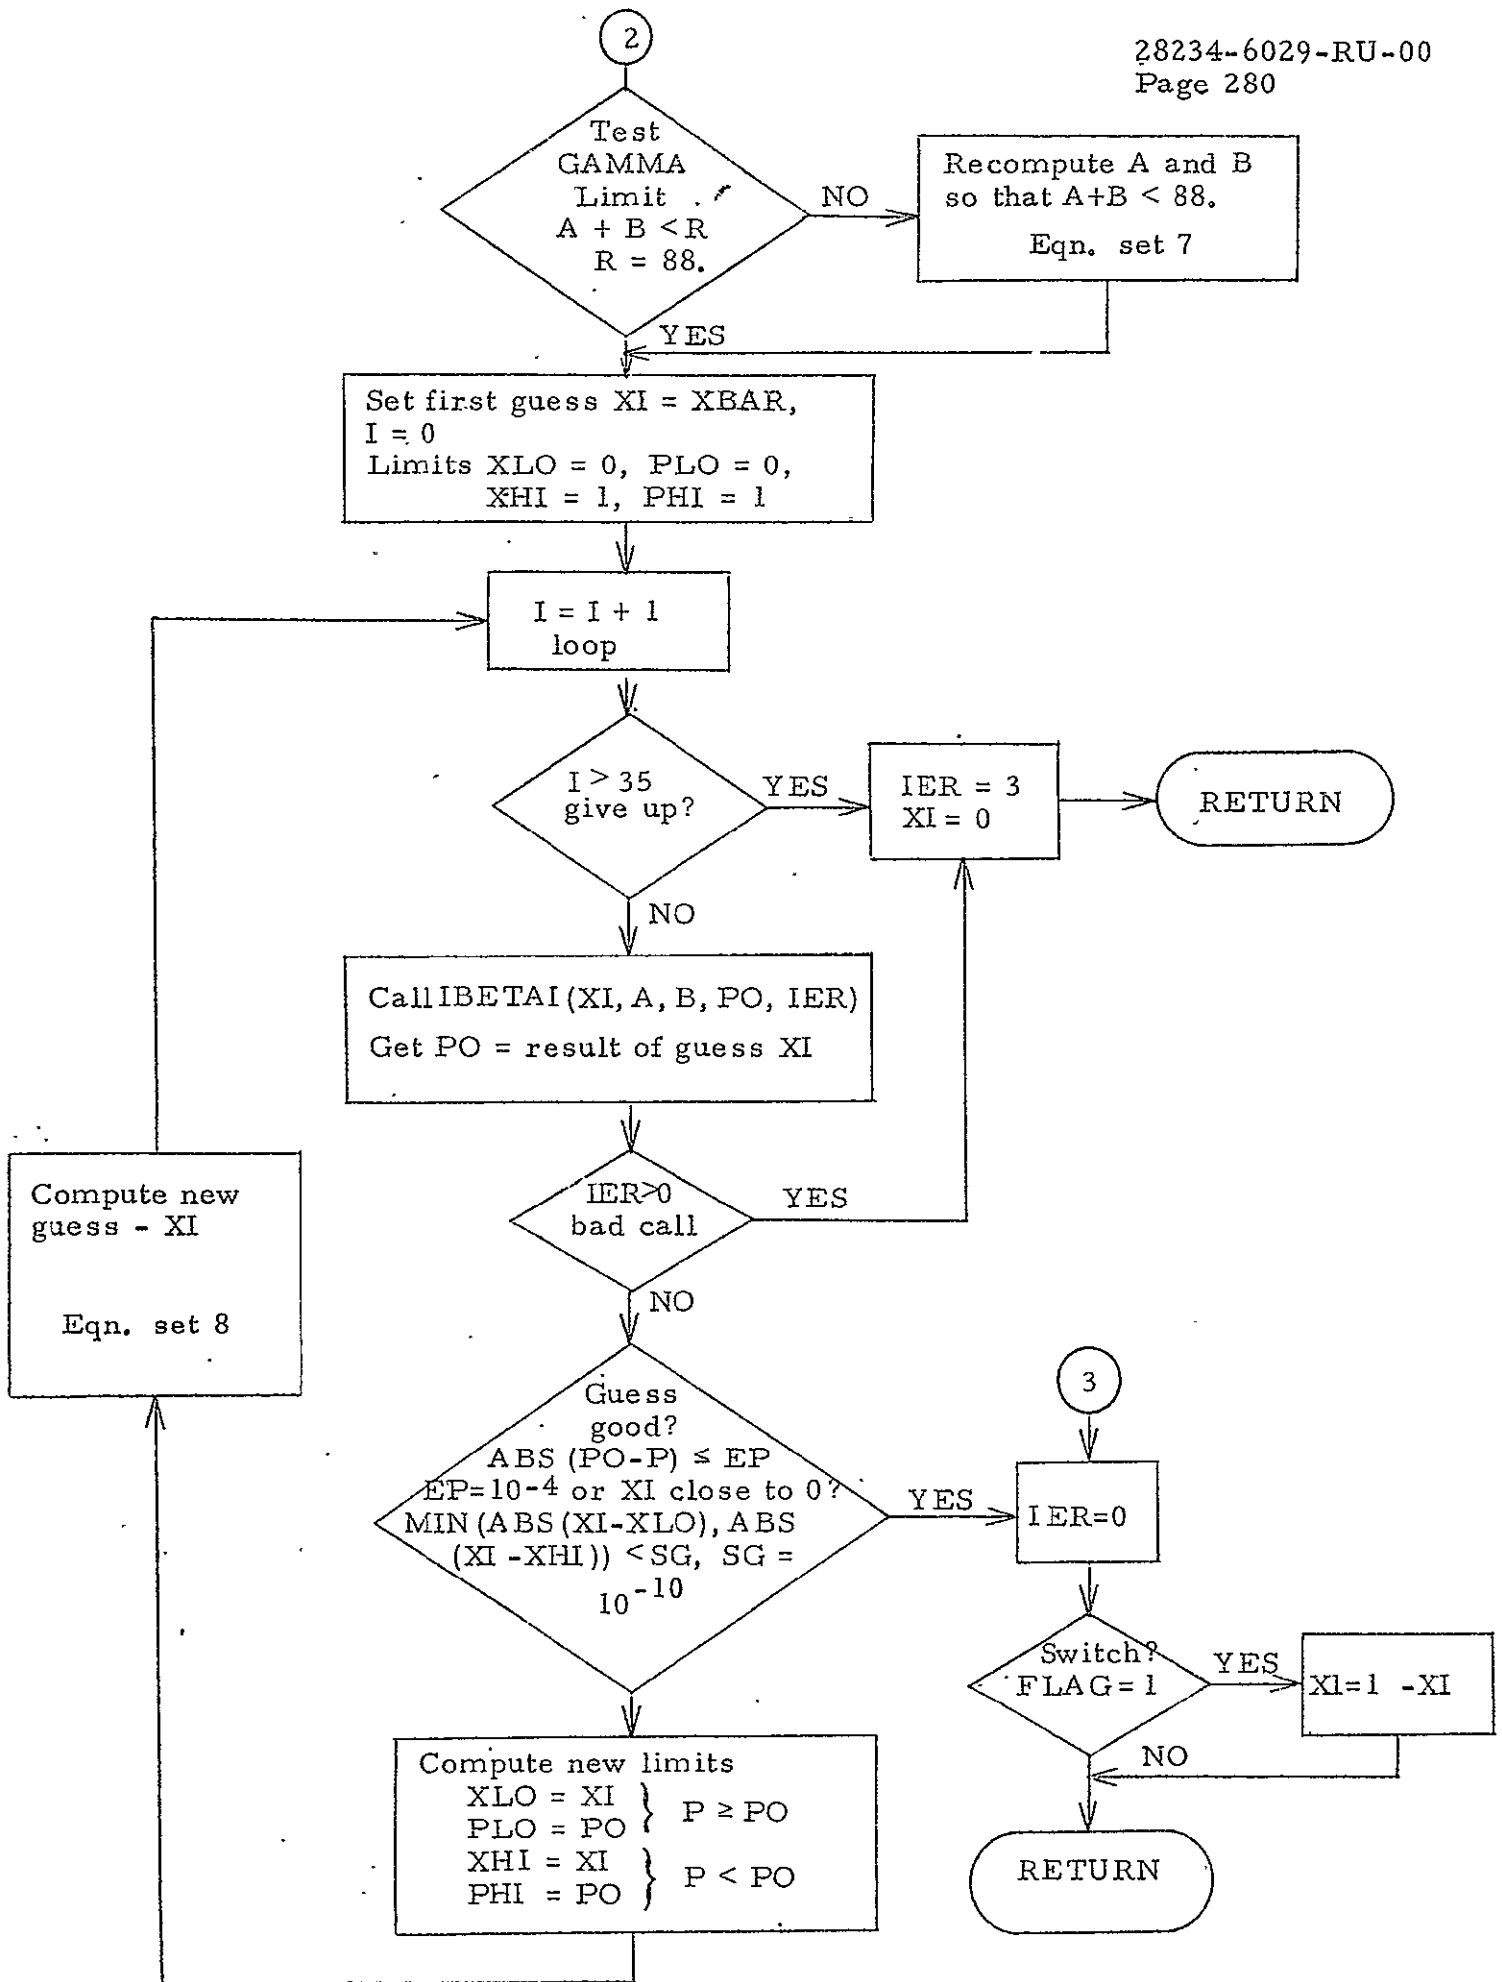 28234-6029-RU-00
Page 280
2
Test
GAMMA
Limit
A + B < R
R = 88.
NO
Recompute A and B
so that A+B < 88.
Eqn. set 7
YES
Set first guess XI = XBAR,
I = 0
Limits XLO = 0, PLO = 0,
XHI = 1, PHI = 1
I = I + 1
loop
I > 35
give up?
YES
IER = 3
XI = 0
RETURN
NO
Call IBETAI (XI, A, B, PO, IER)
Get PO = result of guess XI
IER>0
bad call
YES
NO
Compute new
guess - XI
Eqn. set 8
Guess
good?
ABS (PO-P) ≤ EP
EP=10-4 or XI close to 0?
MIN (ABS (XI-XLO), ABS
(XI -XHI)) < SG, SG =
10-10
YES
3
IER=0
Switch?
FLAG= 1
YES
XI=1 -XI
NO
RETURN
Compute new limits
XLO = XI
PLO = PO } P ≥ PO
XHI = XI
PHI = PO } P < PO